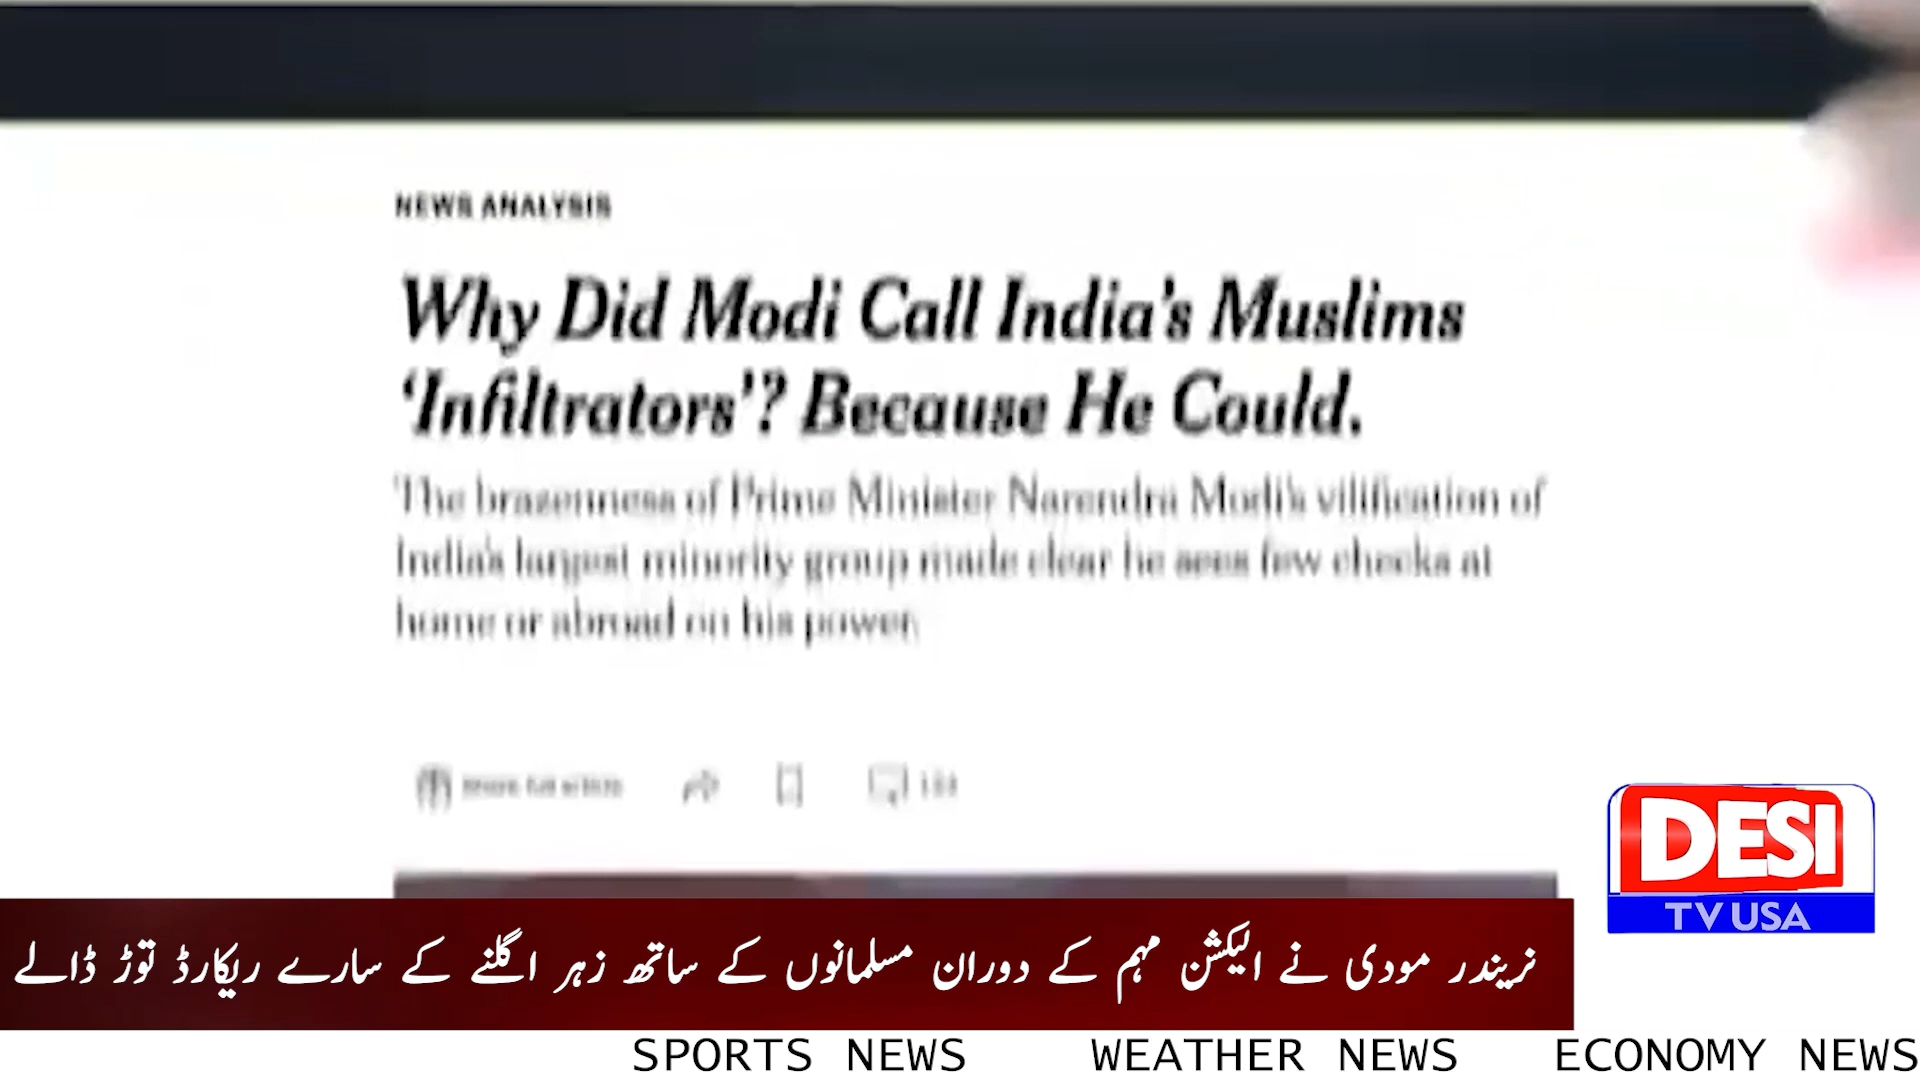 NEWS ANALYSIS
Why Did Modi Call India's Muslims
'Infiltrators'? Because He Could.
The brazenness of Prime Minister Narendra Modi's vilification of
India's largest minority group made clear he sees few checks at
home or abroad on his power.
DESI
TV USA
نریندر مودی نے الیکشن مہم کے دوران مسلمانوں کے ساتھ زہر اگلنے کے سارے ریکارڈ توڑ ڈالے
SPORTS NEWS WEATHER NEWS ECONOMY NEWS